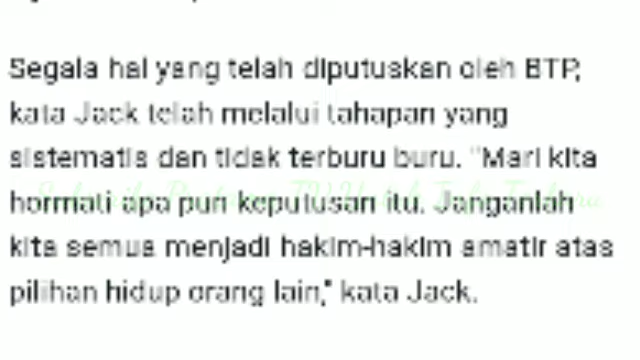 Segala hal yang telah diputuskan oleh BTP,
kata Jack telah melalui tahapan yang
sistematis dan tidak terburu buru. "Mari kita
hormati apa pun keputusan itu. Janganlah
kita semua menjadi hakim-hakim amatir atas
pilihan hidup orang lain," kata Jack.